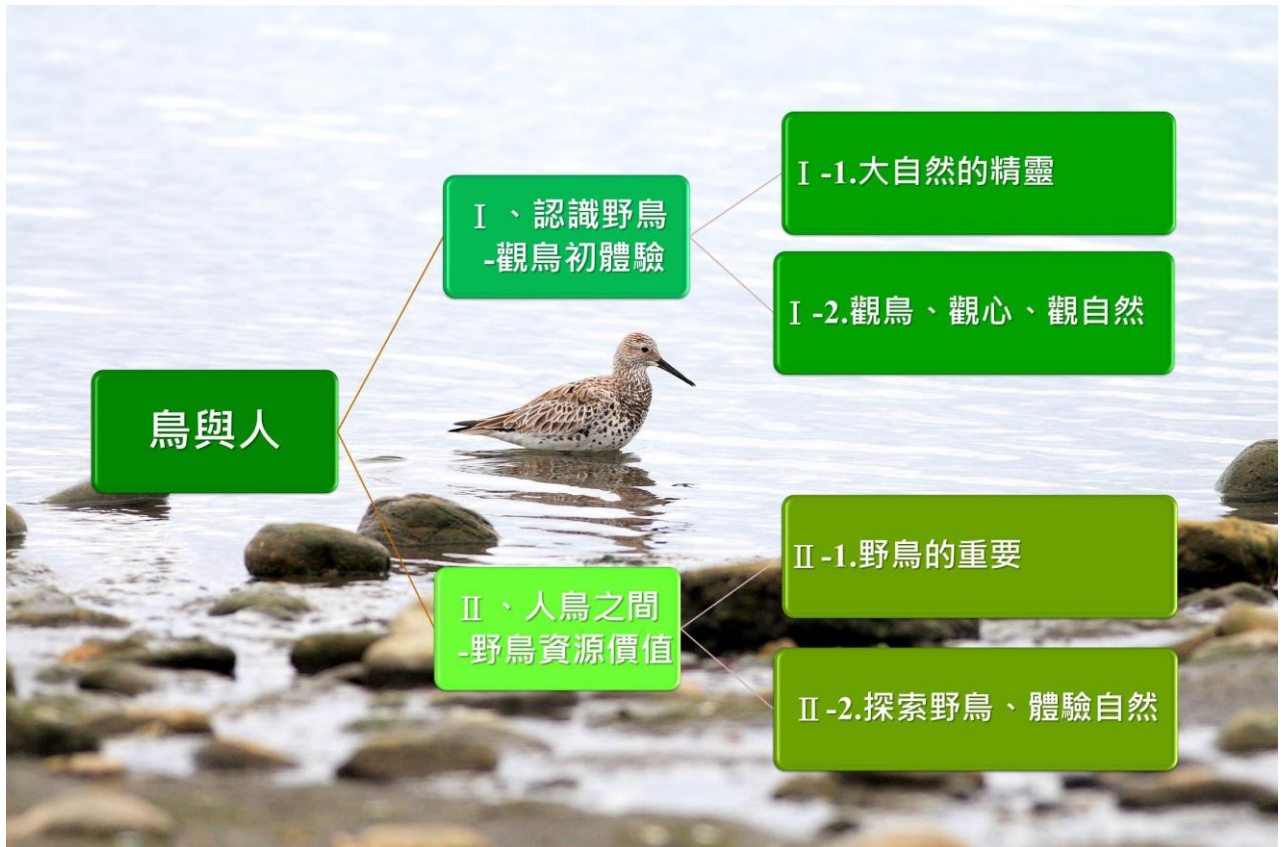 鳥與人
Ⅰ、認識野鳥
-觀鳥初體驗
Ⅰ-1.大自然的精靈
Ⅰ-2.觀鳥、觀心、觀自然
Ⅱ、人鳥之間
-野鳥資源價值
Ⅱ-1.野鳥的重要
Ⅱ-2.探索野鳥、體驗自然